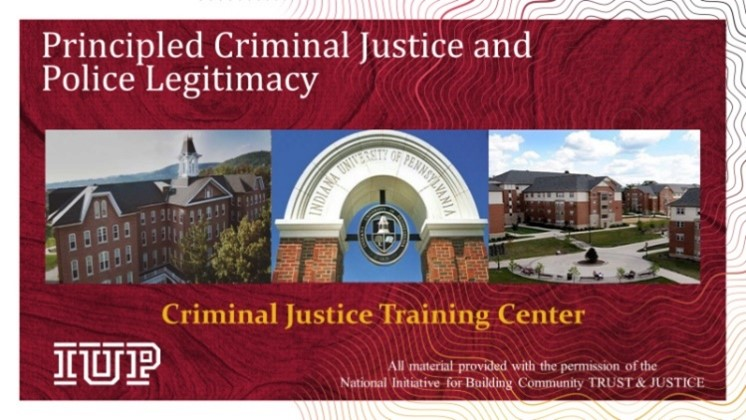 Principled Criminal Justice and
Police Legitimacy
INDIANA UNIVERSITY OF PENNSYLVANIA
Criminal Justice Training Center
IUP
All material provided with the permission of the
National Initiative for Building Community TRUST & JUSTICE